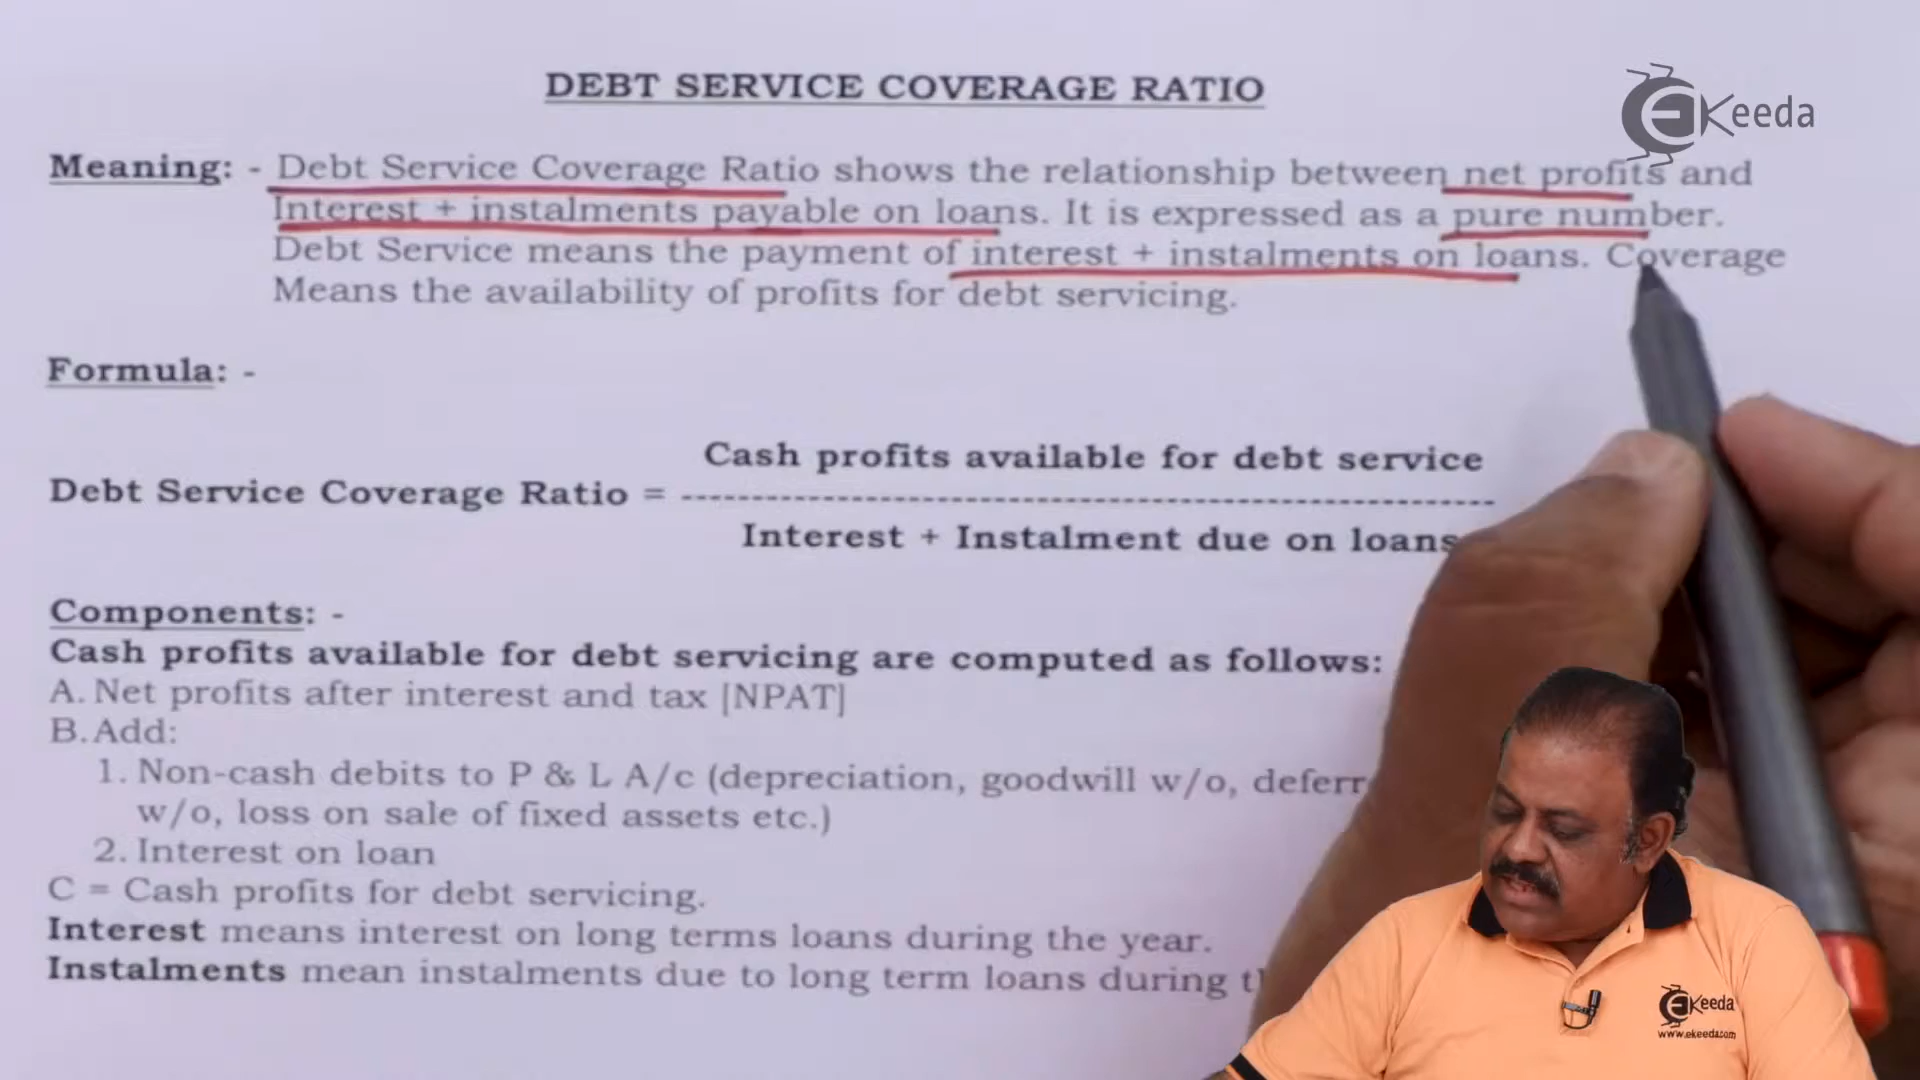 DEBT SERVICE COVERAGE RATIO
EKeeda
Meaning: - Debt Service Coverage Ratio shows the relationship between net profits and
Interest + instalments payable on loans. It is expressed as a pure number.
Debt Service means the payment of interest + instalments on loans. Coverage
Means the availability of profits for debt servicing.
Formula: -
Cash profits available for debt service
Debt Service Coverage Ratio = --------------------------------------------------
Interest + Instalment due on loans
Components: -
Cash profits available for debt servicing are computed as follows:
A. Net profits after interest and tax [NPAT]
B. Add:
1. Non-cash debits to P & L A/c (depreciation, goodwill w/o,
w/o, loss on sale of fixed assets etc.)
2. Interest on loan
C = Cash profits for debt servicing.
Interest means interest on long terms loans during the year.
Instalments mean instalments due to long term loans during
EKeeda
www.ekeeda.com